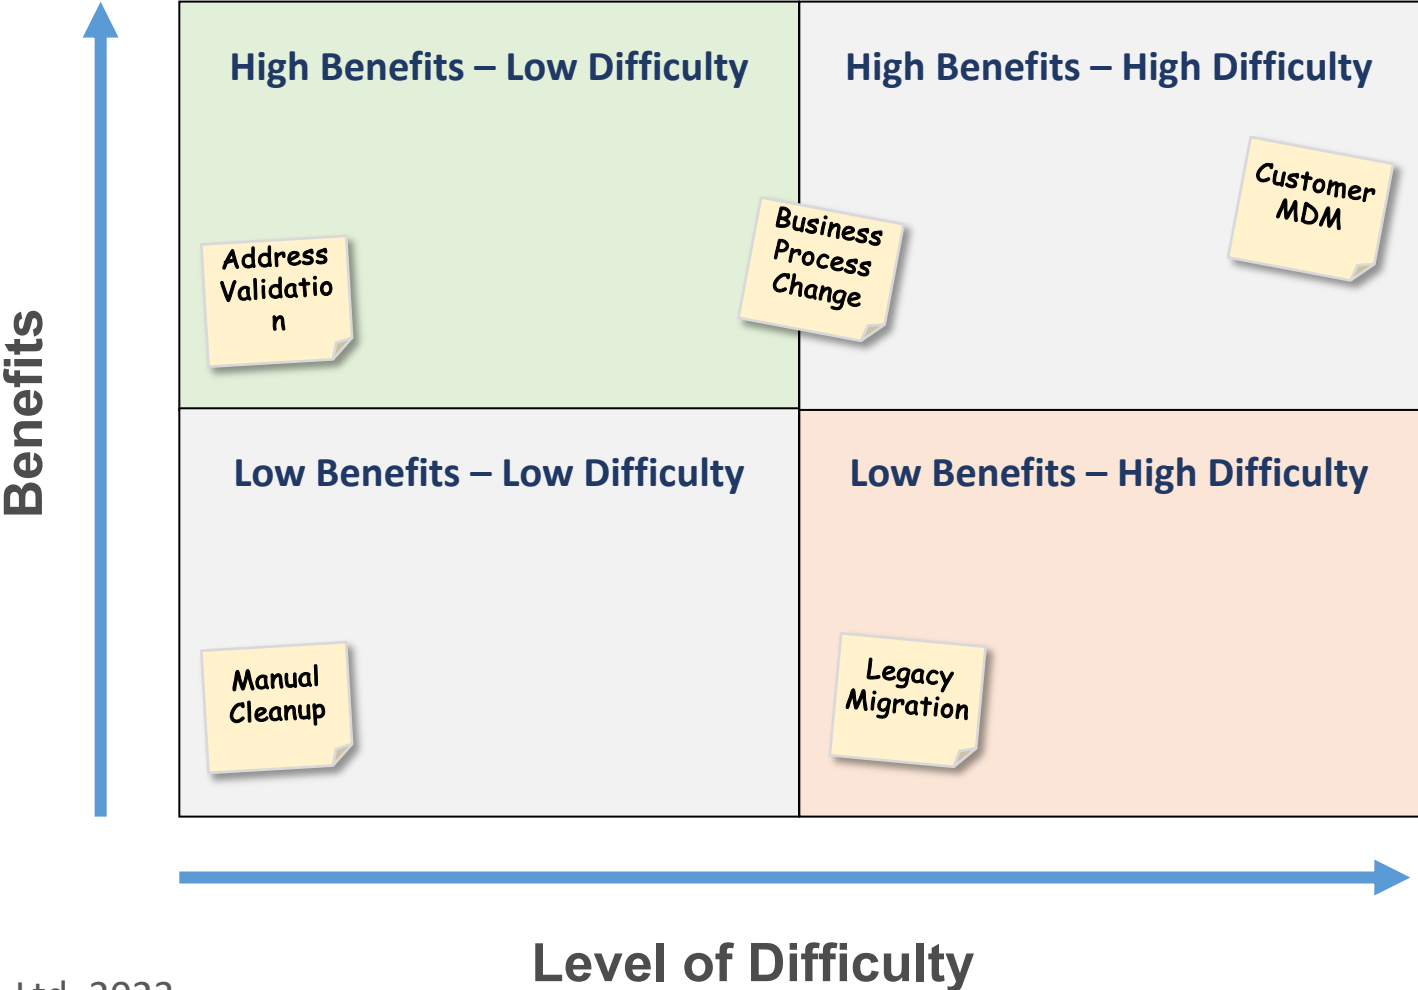 High Benefits – Low Difficulty
High Benefits – High Difficulty
Customer
MDM
Business
Process
Change
Address
Validatio
n
Benefits
Low Benefits – Low Difficulty
Low Benefits – High Difficulty
Manual
Cleanup
Legacy
Migration
Level of Difficulty